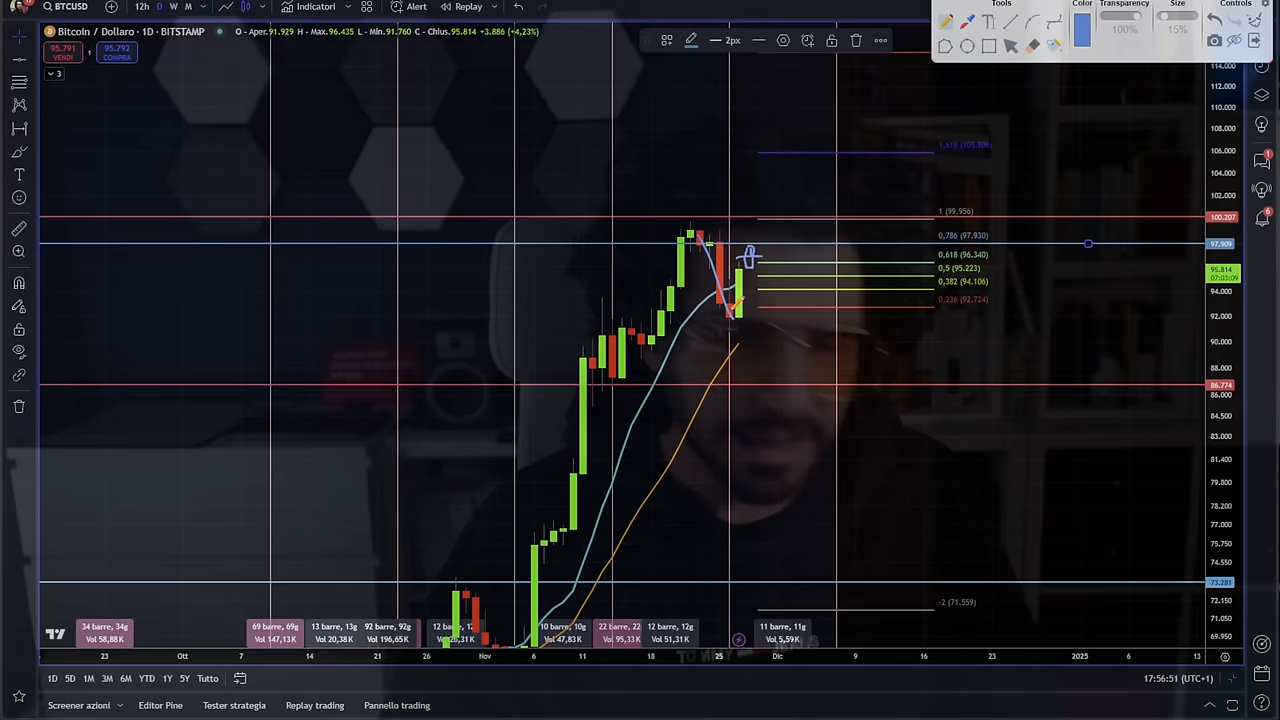 BTCUSD 12h D W M Indicatori Alert Replay
Tools Color Transparency Size Controls
100% 15%
Bitcoin / Dollaro · 1D · BITSTAMP O - Aper.91.929 H - Max.96.435 L - Min.91.760 C - Chius.95.814 +3.886 (+4,23%)
95.791 VENDI 1 95.792 COMPRA
3
2px
114.000
112.000
110.000
108.000
106.000
104.000
102.000
100.207
97.909
95.814
07:03:09
94.000
92.000
90.000
88.000
86.774
86.000
84.500
83.000
81.400
79.800
78.200
77.000
75.750
74.550
73.281
72.150
71.050
69.950
1,618 (105.806)
1 (99.956)
0,786 (97.930)
0,618 (96.340)
0,5 (95.223)
0,382 (94.106)
0,236 (92.724)
-2 (71.559)
34 barre, 34g
Vol 58,88K
69 barre, 69g
Vol 147,13K
13 barre, 13g
Vol 20,38K
92 barre, 92g
Vol 196,65K
10 barre, 10g
Vol 47,83K
22 barre, 22
Vol 95,33K
12 barre, 12g
Vol 51,31K
11 barre, 11g
Vol 5,59K
23 Ott 7 14 21 26 Nov 6 11 18 25 Dic 9 16 23 2025 6 13
1D 5D 1M 3M 6M YTD 1Y 5Y Tutto
17:56:51 (UTC+1)
Screener azioni Editor Pine Tester strategia Replay trading Pannello trading